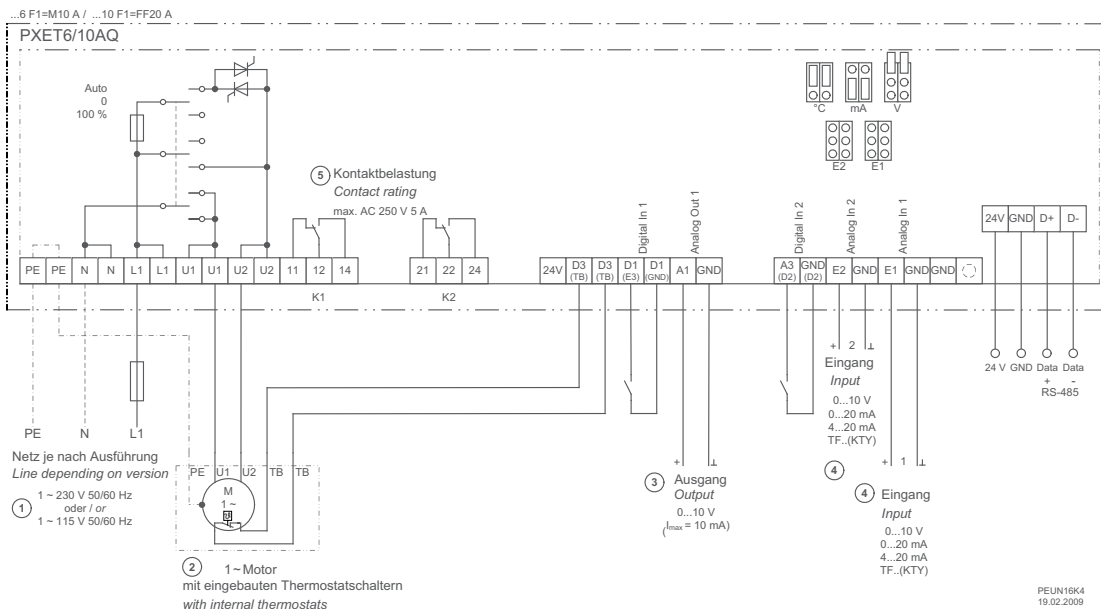 ...6 F1=M10 A / ...10 F1=FF20 A
PXET6/10AQ
Auto
0
100 %
°C mA V
E2 E1
5 Kontaktbelastung
Contact rating
max. AC 250 V 5 A
Digital In 1
Analog Out 1
Digital In 2
Analog In 2
Analog In 1
24V GND D+ D-
PE PE N N L1 L1 U1 U1 U2 U2 11 12 14
21 22 24
24V D3 (TB) D3 (TB) D1 (E3) D1 (GND) A1 GND
A3 (D2) GND (D2) E2 GND E1 GND GND
K1
K2
24 V GND Data + Data -
RS-485
+ 2 ⊥
Eingang
Input
0...10 V
0...20 mA
4...20 mA
TF..(KTY)
4
PE N L1
Netz je nach Ausführung
Line depending on version
1 1 ~ 230 V 50/60 Hz
oder / or
1 ~ 115 V 50/60 Hz
PE U1 U2 TB TB
M
1 ~
+ ⊥
3 Ausgang
Output
0...10 V
(Imax = 10 mA)
+ 1 ⊥
4 Eingang
Input
0...10 V
0...20 mA
4...20 mA
TF..(KTY)
2 1~Motor
mit eingebauten Thermostatschaltern
with internal thermostats
PEUN16K4
19.02.2009